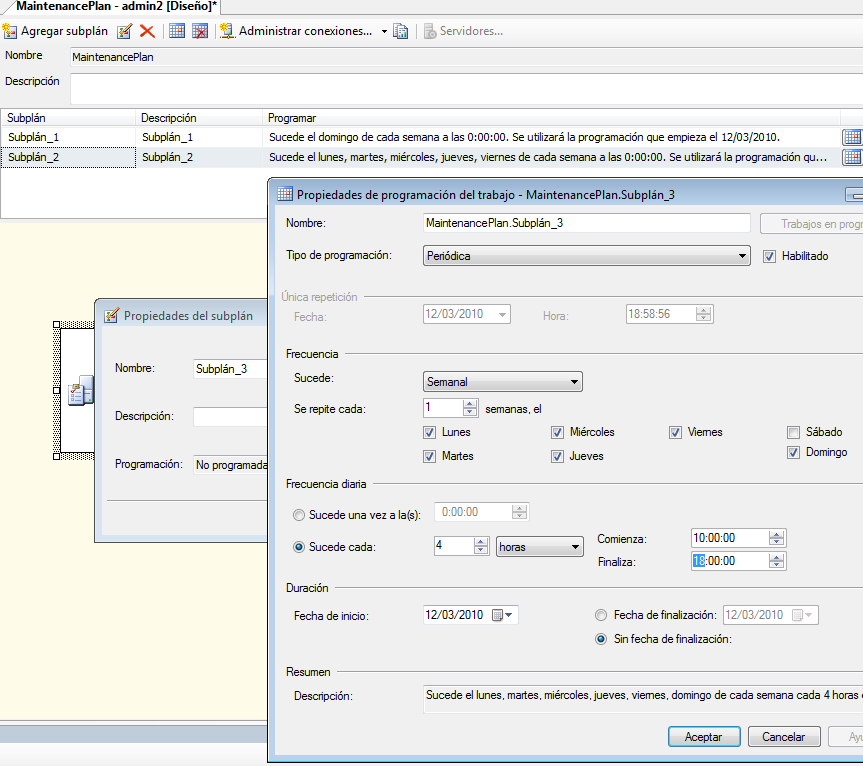 MaintenancePlan - admin2 [Diseño]*
Agregar subplán Administrar conexiones... Servidores...
Nombre MaintenancePlan
Descripción
Subplán Descripción Programar
Subplán_1 Subplán_1 Sucede el domingo de cada semana a las 0:00:00. Se utilizará la programación que empieza el 12/03/2010.
Subplán_2 Subplán_2 Sucede el lunes, martes, miércoles, jueves, viernes de cada semana a las 0:00:00. Se utilizará la programación qu...
Propiedades del subplán
Nombre: Subplán_3
Descripción:
Programación: No programada
Propiedades de programación del trabajo - MaintenancePlan.Subplán_3
Nombre: MaintenancePlan.Subplán_3 Trabajos en progr
Tipo de programación: Periódica Habilitado
Única repetición
Fecha: 12/03/2010 Hora: 18:58:56
Frecuencia
Sucede: Semanal
Se repite cada: 1 semanas, el
Lunes Miércoles Viernes Sábado
Martes Jueves Domingo
Frecuencia diaria
Sucede una vez a la(s): 0:00:00
Sucede cada: 4 horas Comienza: 10:00:00
Finaliza: 18:00:00
Duración
Fecha de inicio: 12/03/2010 Fecha de finalización: 12/03/2010
Sin fecha de finalización:
Resumen
Descripción: Sucede el lunes, martes, miércoles, jueves, viernes, domingo de cada semana cada 4 horas
Aceptar Cancelar Ayu